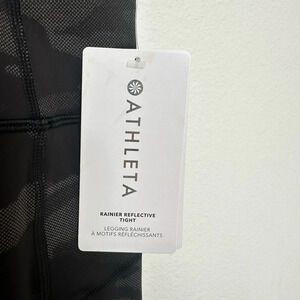 ATHLETA
RAINIER REFLECTIVE
TIGHT
LEGGING RAINIER
À MOTIFS RÉFLÉCHISSANTS